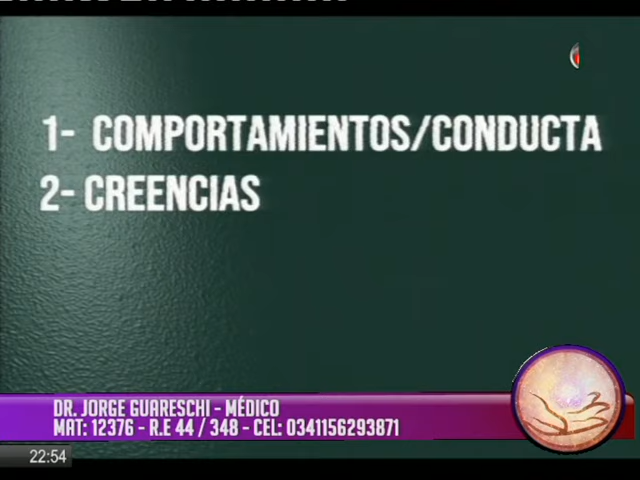 1- COMPORTAMIENTOS/CONDUCTA
2- CREENCIAS
DR. JORGE GUARESCHI - MÉDICO
MAT: 12376 - R.E 44 / 348 - CEL: 0341156293871
22:54